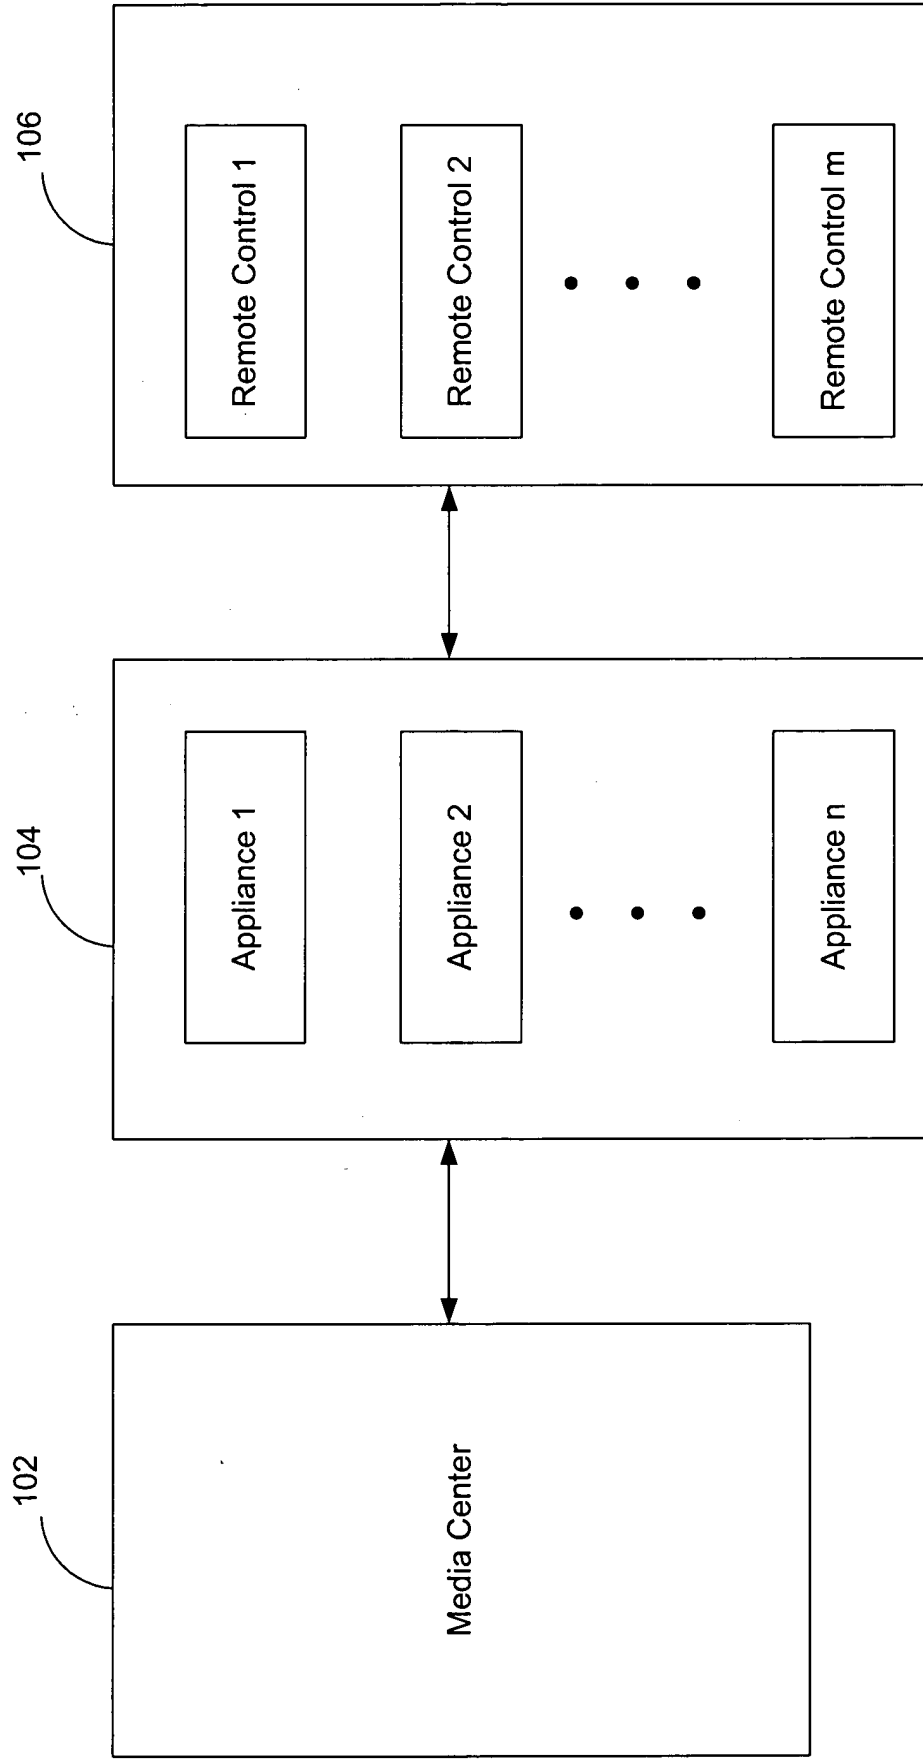 102
Media Center
104
Appliance 1
Appliance 2
Appliance n
106
Remote Control 1
Remote Control 2
Remote Control m